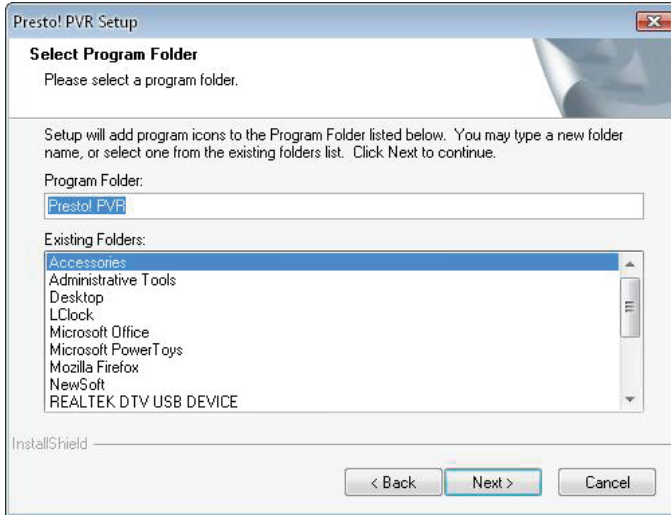 Presto! PVR Setup
Select Program Folder
Please select a program folder.
Setup will add program icons to the Program Folder listed below. You may type a new folder
name, or select one from the existing folders list. Click Next to continue.
Program Folder:
Presto! PVR
Existing Folders:
Accessories
Administrative Tools
Desktop
LClock
Microsoft Office
Microsoft PowerToys
Mozilla Firefox
NewSoft
REALTEK DTV USB DEVICE
InstallShield
< Back Next > Cancel